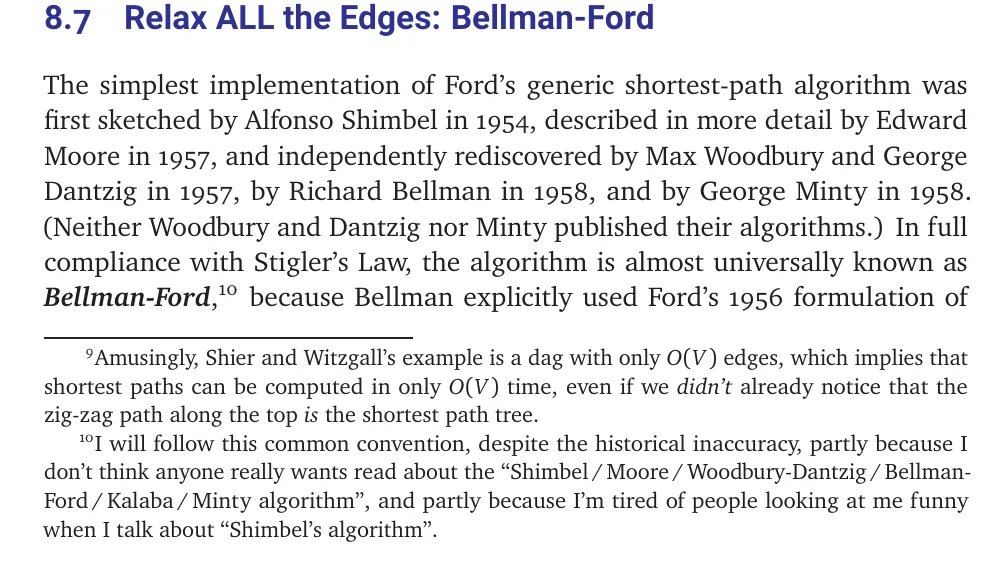 8.7 Relax ALL the Edges: Bellman-Ford
The simplest implementation of Ford’s generic shortest-path algorithm was
first sketched by Alfonso Shimbel in 1954, described in more detail by Edward
Moore in 1957, and independently rediscovered by Max Woodbury and George
Dantzig in 1957, by Richard Bellman in 1958, and by George Minty in 1958.
(Neither Woodbury and Dantzig nor Minty published their algorithms.) In full
compliance with Stigler’s Law, the algorithm is almost universally known as
Bellman-Ford,¹⁰ because Bellman explicitly used Ford’s 1956 formulation of
⁹Amusingly, Shier and Witzgall’s example is a dag with only O(V) edges, which implies that
shortest paths can be computed in only O(V) time, even if we didn’t already notice that the
zig-zag path along the top is the shortest path tree.
¹⁰I will follow this common convention, despite the historical inaccuracy, partly because I
don’t think anyone really wants read about the “Shimbel / Moore / Woodbury-Dantzig / Bellman-
Ford / Kalaba / Minty algorithm”, and partly because I’m tired of people looking at me funny
when I talk about “Shimbel’s algorithm”.